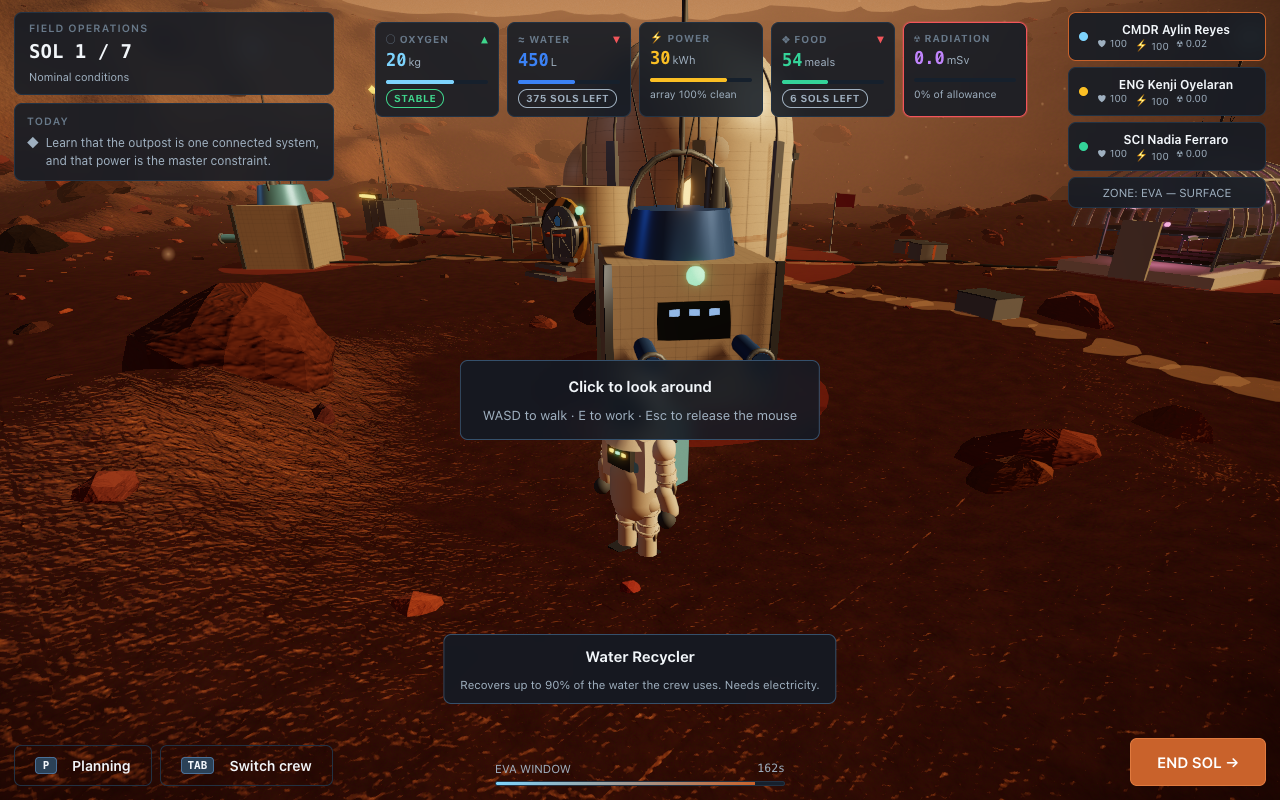 FIELD OPERATIONS
SOL 1 / 7
Nominal conditions
TODAY
Learn that the outpost is one connected system,
and that power is the master constraint.
OXYGEN
20 kg
STABLE
WATER
450 L
375 SOLS LEFT
POWER
30 kWh
array 100% clean
FOOD
54 meals
6 SOLS LEFT
RADIATION
0.0 mSv
0% of allowance
CMDR Aylin Reyes
100 100 0.02
ENG Kenji Oyelaran
100 100 0.00
SCI Nadia Ferraro
100 100 0.00
ZONE: EVA — SURFACE
Click to look around
WASD to walk · E to work · Esc to release the mouse
Water Recycler
Recovers up to 90% of the water the crew uses. Needs electricity.
P Planning
TAB Switch crew
EVA WINDOW 162s
END SOL →